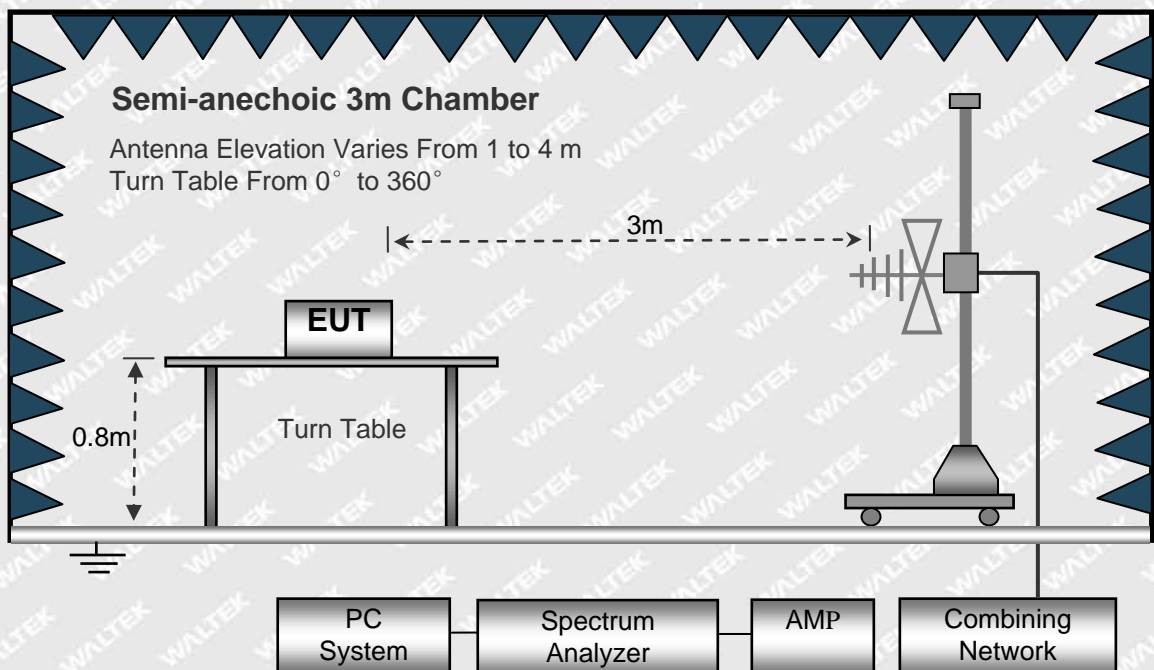 Semi-anechoic 3m Chamber
Antenna Elevation Varies From 1 to 4 m
Turn Table From 0° to 360°
3m
EUT
0.8m
Turn Table
PC
System
Spectrum
Analyzer
AMP
Combining
Network
WALTEK